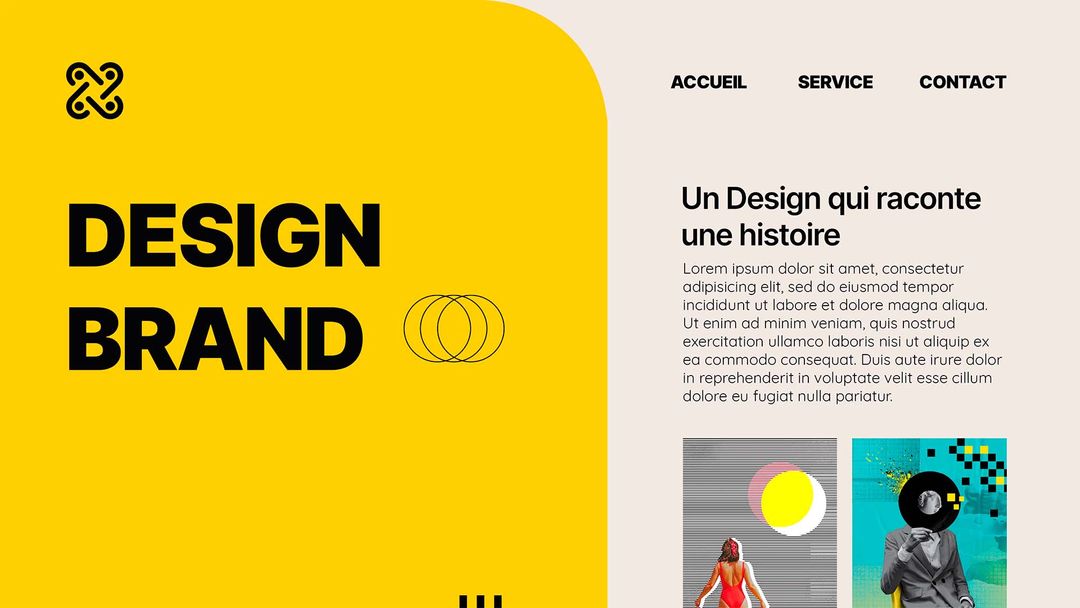 ACCUEIL SERVICE CONTACT
DESIGN
BRAND
Un Design qui raconte
une histoire
Lorem ipsum dolor sit amet, consectetur
adipisicing elit, sed do eiusmod tempor
incididunt ut labore et dolore magna aliqua.
Ut enim ad minim veniam, quis nostrud
exercitation ullamco laboris nisi ut aliquip ex
ea commodo consequat. Duis aute irure dolor
in reprehenderit in voluptate velit esse cillum
dolore eu fugiat nulla pariatur.